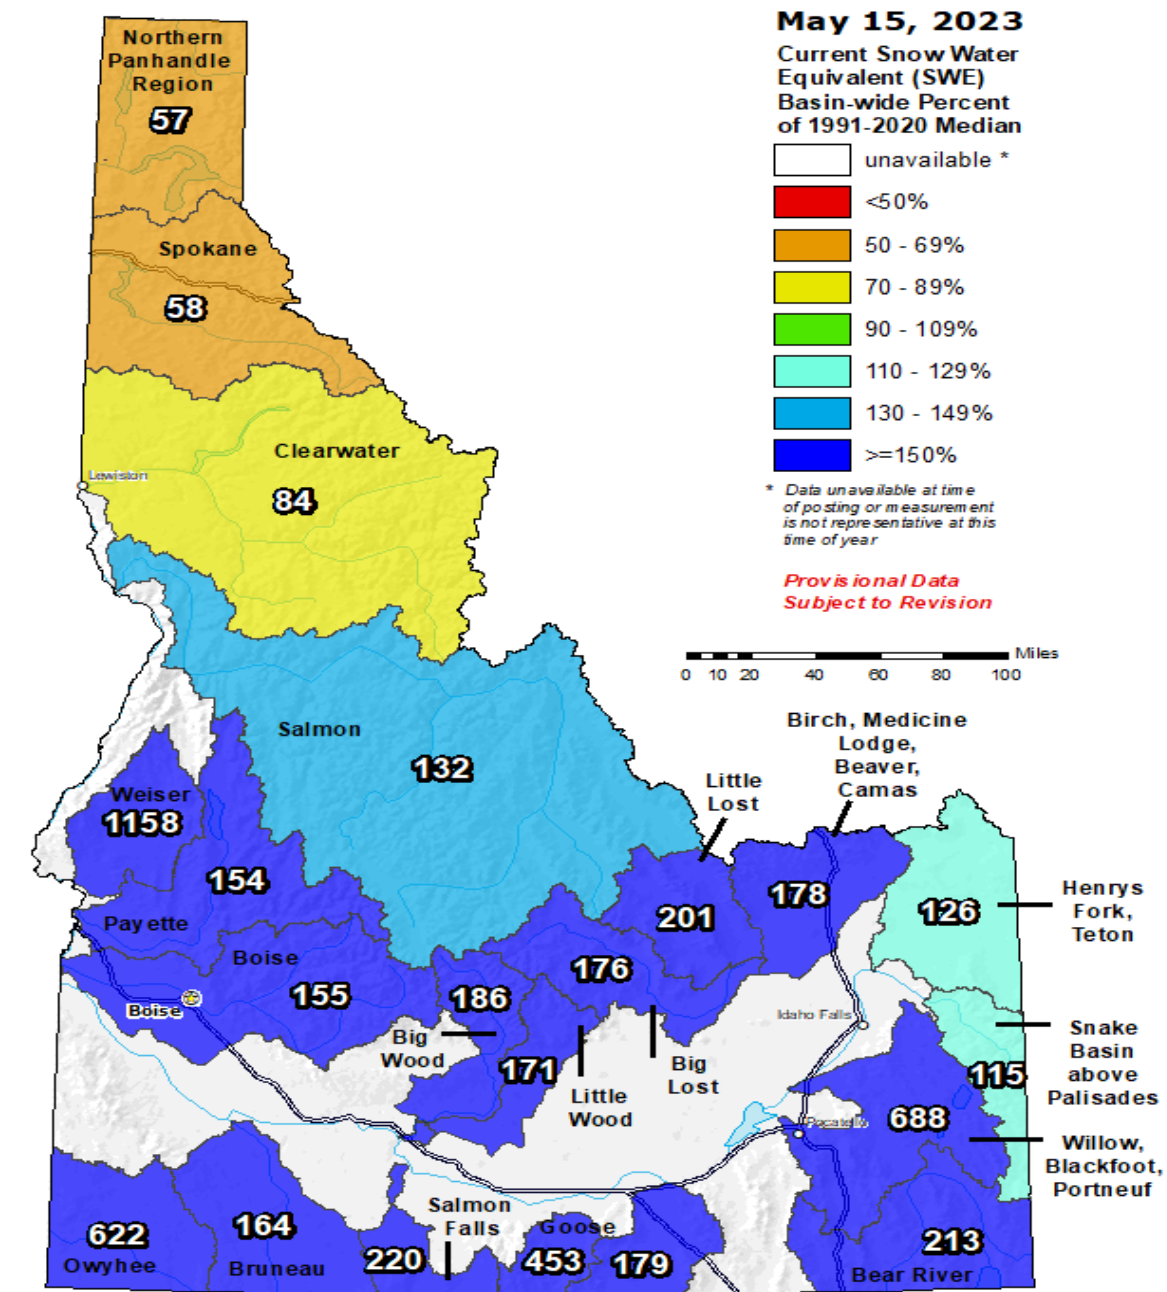 May 15, 2023
Current Snow Water
Equivalent (SWE)
Basin-wide Percent
of 1991-2020 Median
unavailable *
<50%
50 - 69%
70 - 89%
90 - 109%
110 - 129%
130 - 149%
>=150%
* Data unavailable at time
of posting or measurement
is not representative at this
time of year
Provisional Data
Subject to Revision
Miles
0 10 20 40 60 80 100
Northern
Panhandle
Region
57
Spokane
58
Clearwater
84
Lewiston
Salmon
132
Birch, Medicine
Lodge,
Beaver,
Camas
Little
Lost
Weiser
1158
154
Payette
Boise
155
Boise
201
178
126
Henrys
Fork,
Teton
176
186
Big
Wood
171
Little
Wood
Big
Lost
Idaho Falls
Snake
Basin
above
Palisades
115
688
Pocatello
Willow,
Blackfoot,
Portneuf
622
Owyhee
164
Bruneau
220
Salmon
Falls
Goose
453
179
213
Bear River